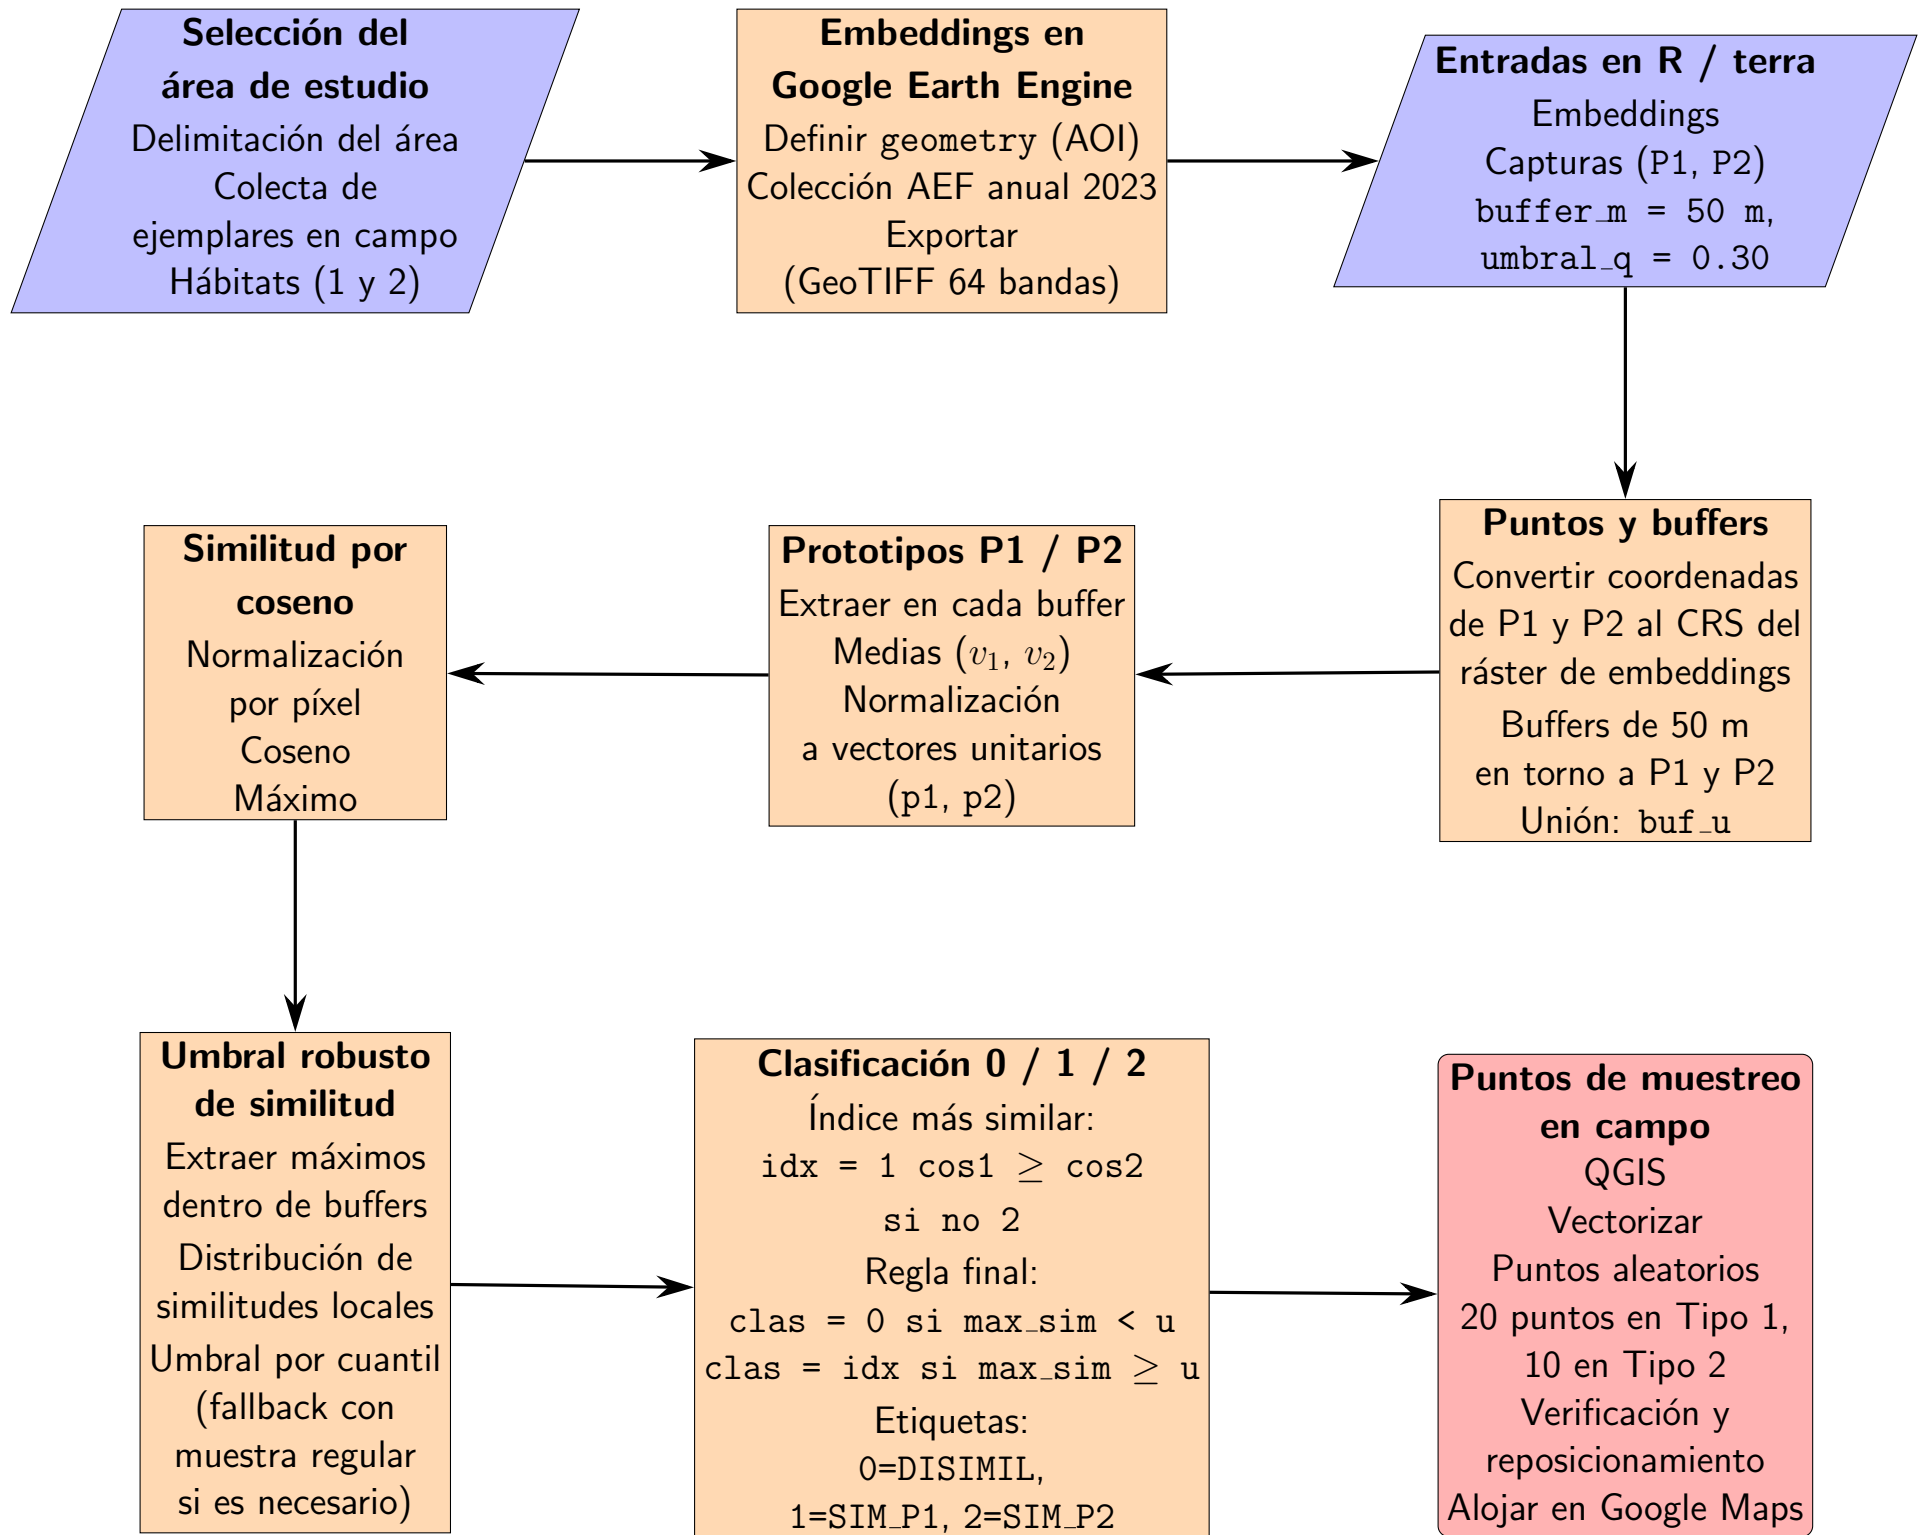 Selección del
área de estudio
Delimitación del área
Colecta de
ejemplares en campo
Hábitats (1 y 2)
Embeddings en
Google Earth Engine
Definir geometry (AOI)
Colección AEF anual 2023
Exportar
(GeoTIFF 64 bandas)
Entradas en R / terra
Embeddings
Capturas (P1, P2)
buffer_m = 50 m,
umbral_q = 0.30
Puntos y buffers
Convertir coordenadas
de P1 y P2 al CRS del
ráster de embeddings
Buffers de 50 m
en torno a P1 y P2
Unión: buf_u
Prototipos P1 / P2
Extraer en cada buffer
Medias (v₁, v₂)
Normalización
a vectores unitarios
(p1, p2)
Similitud por
coseno
Normalización
por píxel
Coseno
Máximo
Umbral robusto
de similitud
Extraer máximos
dentro de buffers
Distribución de
similitudes locales
Umbral por cuantil
(fallback con
muestra regular
si es necesario)
Clasificación 0 / 1 / 2
Índice más similar:
idx = 1 cos1 ≥ cos2
si no 2
Regla final:
clas = 0 si max_sim < u
clas = idx si max_sim ≥ u
Etiquetas:
0=DISIMIL,
1=SIM_P1, 2=SIM_P2
Puntos de muestreo
en campo
QGIS
Vectorizar
Puntos aleatorios
20 puntos en Tipo 1,
10 en Tipo 2
Verificación y
reposicionamiento
Alojar en Google Maps